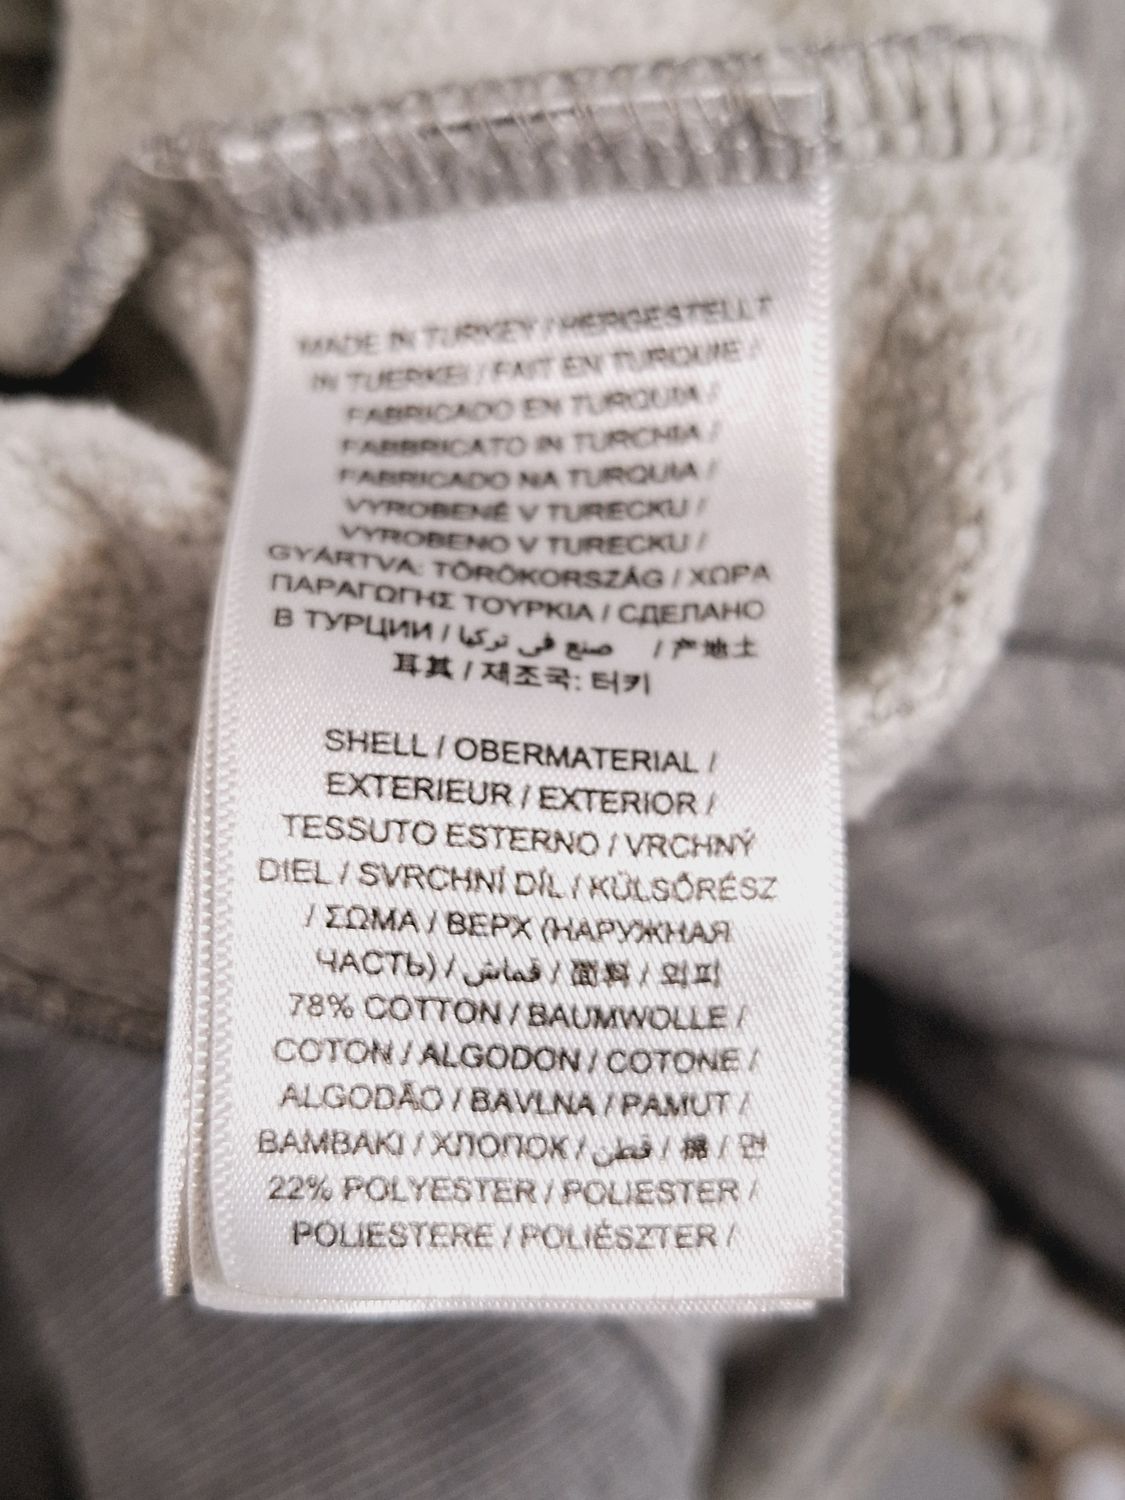 MADE IN TURKEY / HERGESTELLT
IN TUERKEI / FAIT EN TURQUIE /
FABRICADO EN TURQUIA /
FABBRICATO IN TURCHIA /
FABRICADO NA TURQUIA /
VYROBENÉ V TURECKU /
VYROBENO V TURECKU /
GYÁRTVA: TÖRÖKORSZÁG / ΧΩΡΑ
ΠΑΡΑΓΩΓΗΣ ΤΟΥΡΚΙΑ / СДЕЛАНО
В ТУРЦИИ / صنع في تركيا / 产地土
耳其 / 제조국: 터키
SHELL / OBERMATERIAL /
EXTERIEUR / EXTERIOR /
TESSUTO ESTERNO / VRCHNÝ
DIEL / SVRCHNÍ DÍL / KÜLSŐRÉSZ
/ ΣΩΜΑ / ВЕРХ (НАРУЖНАЯ
ЧАСТЬ) / قماش / 面料 / 외피
78% COTTON / BAUMWOLLE /
COTON / ALGODON / COTONE /
ALGODÃO / BAVLNA / PAMUT /
BAMBAKI / ХЛОПОК / قطن / 棉 / 면
22% POLYESTER / POLIESTER /
POLIESTERE / POLIÉSZTER /